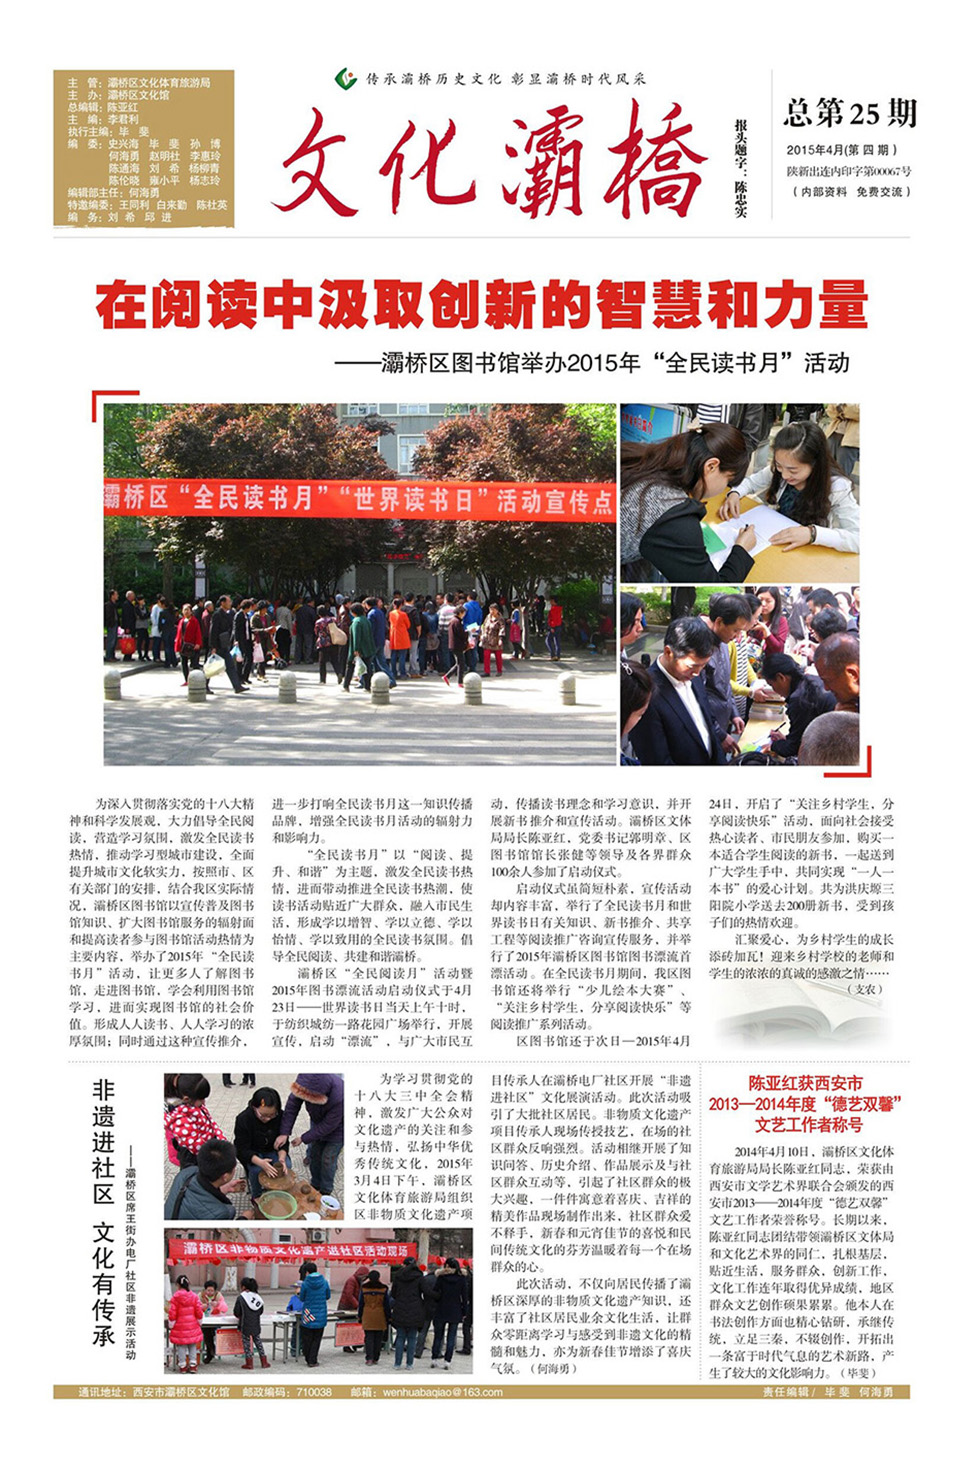 主　管：灞桥区文化体育旅游局
主　办：灞桥区文化馆
总编辑：陈亚红
主　编：李君利
执行主编：毕　斐
编　委：史兴海　毕　斐　孙　博
何海勇　赵明社　李惠玲
陈通海　刘　希　杨柳青
陈伦晓　雍小平　杨志玲
编辑部主任：何海勇
特邀编委：王同利　白来勤　陈社英
编　务：刘　希　邱　进
传承灞桥历史文化 彰显灞桥时代风采
文化灞橋
报头题字：陈忠实
总第25期
2015年4月(第四期)
陕新出连内印字第00067号
（内部资料　免费交流）
在阅读中汲取创新的智慧和力量
——灞桥区图书馆举办2015年“全民读书月”活动
灞桥区“全民读书月”“世界读书日”活动宣传点
为深入贯彻落实党的十八大精
神和科学发展观，大力倡导全民阅
读，营造学习氛围，激发全民读书
热情，推动学习型城市建设，全面
提升城市文化软实力，按照市、区
有关部门的安排，结合我区实际情
况，灞桥区图书馆以宣传普及图书
馆知识、扩大图书馆服务的辐射面
和提高读者参与图书馆活动热情为
主要内容，举办了2015年“全民读
书月”活动，让更多人了解图书
馆，走进图书馆，学会利用图书馆
学习，进而实现图书馆的社会价
值。形成人人读书、人人学习的浓
厚氛围；同时通过这种宣传推介，
进一步打响全民读书月这一知识传播
品牌，增强全民读书月活动的辐射力
和影响力。
“全民读书月”以“阅读、提
升、和谐”为主题，激发全民读书热
情，进而带动推进全民读书热潮，使
读书活动贴近广大群众，融入市民生
活，形成学以增智、学以立德、学以
怡情、学以致用的全民读书氛围。倡
导全民阅读、共建和谐灞桥。
灞桥区“全民阅读月”活动暨
2015年图书漂流活动启动仪式于4月
23日——世界读书日当天上午十时，
于纺织城纺一路花园广场举行，开展
宣传，启动“漂流”，与广大市民互
动，传播读书理念和学习意识，并开
展新书推介和宣传活动。灞桥区文体
局局长陈亚红，党委书记郭明章、区
图书馆馆长张健等领导及各界群众
100余人参加了启动仪式。
启动仪式虽简短朴素，宣传活动
却内容丰富，举行了全民读书月和世
界读书日有关知识、新书推介、共享
工程等阅读推广咨询宣传服务，并举
行了2015年灞桥区图书馆图书漂流首
漂活动。在全民读书月期间，我区图
书馆还将举行“少儿绘本大赛”、
“关注乡村学生，分享阅读快乐”等
阅读推广系列活动。
区图书馆还于次日—2015年4月
24日，开启了“关注乡村学生，分
享阅读快乐”活动，面向社会接受
热心读者、市民朋友参加，购买一
本适合学生阅读的新书，一起送到
广大学生手中，共同实现“一人一
本书”的爱心计划。共为洪庆塬三
阳院小学送去200册新书，受到孩
子们的热情欢迎。
汇聚爱心，为乡村学生的成长
添砖加瓦！迎来乡村学校的老师和
学生的浓浓的真诚的感激之情……
（支农）
非遗进社区 文化有传承
——灞桥区席王街办电厂社区非遗展示活动
灞桥区非物质文化遗产进社区活动现场
为学习贯彻党的
十八大三中全会精
神，激发广大公众对
文化遗产的关注和参
与热情，弘扬中华优
秀传统文化，2015年
3月4日下午，灞桥区
文化体育旅游局组织
区非物质文化遗产项
目传承人在灞桥电厂社区开展“非遗
进社区”文化展演活动。此次活动吸
引了大批社区居民。非物质文化遗产
项目传承人现场传授技艺，在场的社
区群众反响强烈。活动相继开展了知
识问答、历史介绍、作品展示及与社
区群众互动等，引起了社区群众的极
大兴趣，一件件寓意着喜庆、吉祥的
精美作品现场制作出来，社区群众爱
不释手，新春和元宵佳节的喜悦和民
间传统文化的芬芳温暖着每一个在场
群众的心。
此次活动，不仅向居民传播了灞
桥区深厚的非物质文化遗产知识，还
丰富了社区居民业余文化生活，让群
众零距离学习与感受到非遗文化的精
髓和魅力，亦为新春佳节增添了喜庆
气氛。（何海勇）
陈亚红获西安市
2013—2014年度“德艺双馨”
文艺工作者称号
2014年4月10日，灞桥区文化体
育旅游局局长陈亚红同志，荣获由
西安市文学艺术界联合会颁发的西
安市2013——2014年度“德艺双馨”
文艺工作者荣誉称号。长期以来，
陈亚红同志团结带领灞桥区文体局
和文化艺术界的同仁，扎根基层，
贴近生活，服务群众，创新工作，
文化工作连年取得优异成绩，地区
群众文艺创作硕果累累。他本人在
书法创作方面也精心钻研，承继传
统，立足三秦，不辍创作，开拓出
一条富于时代气息的艺术新路，产
生了较大的文化影响力。（毕斐）
通讯地址：西安市灞桥区文化馆　邮政编码：710038　邮箱：wenhuabaqiao@163.com
责任编辑/　毕　斐　何海勇